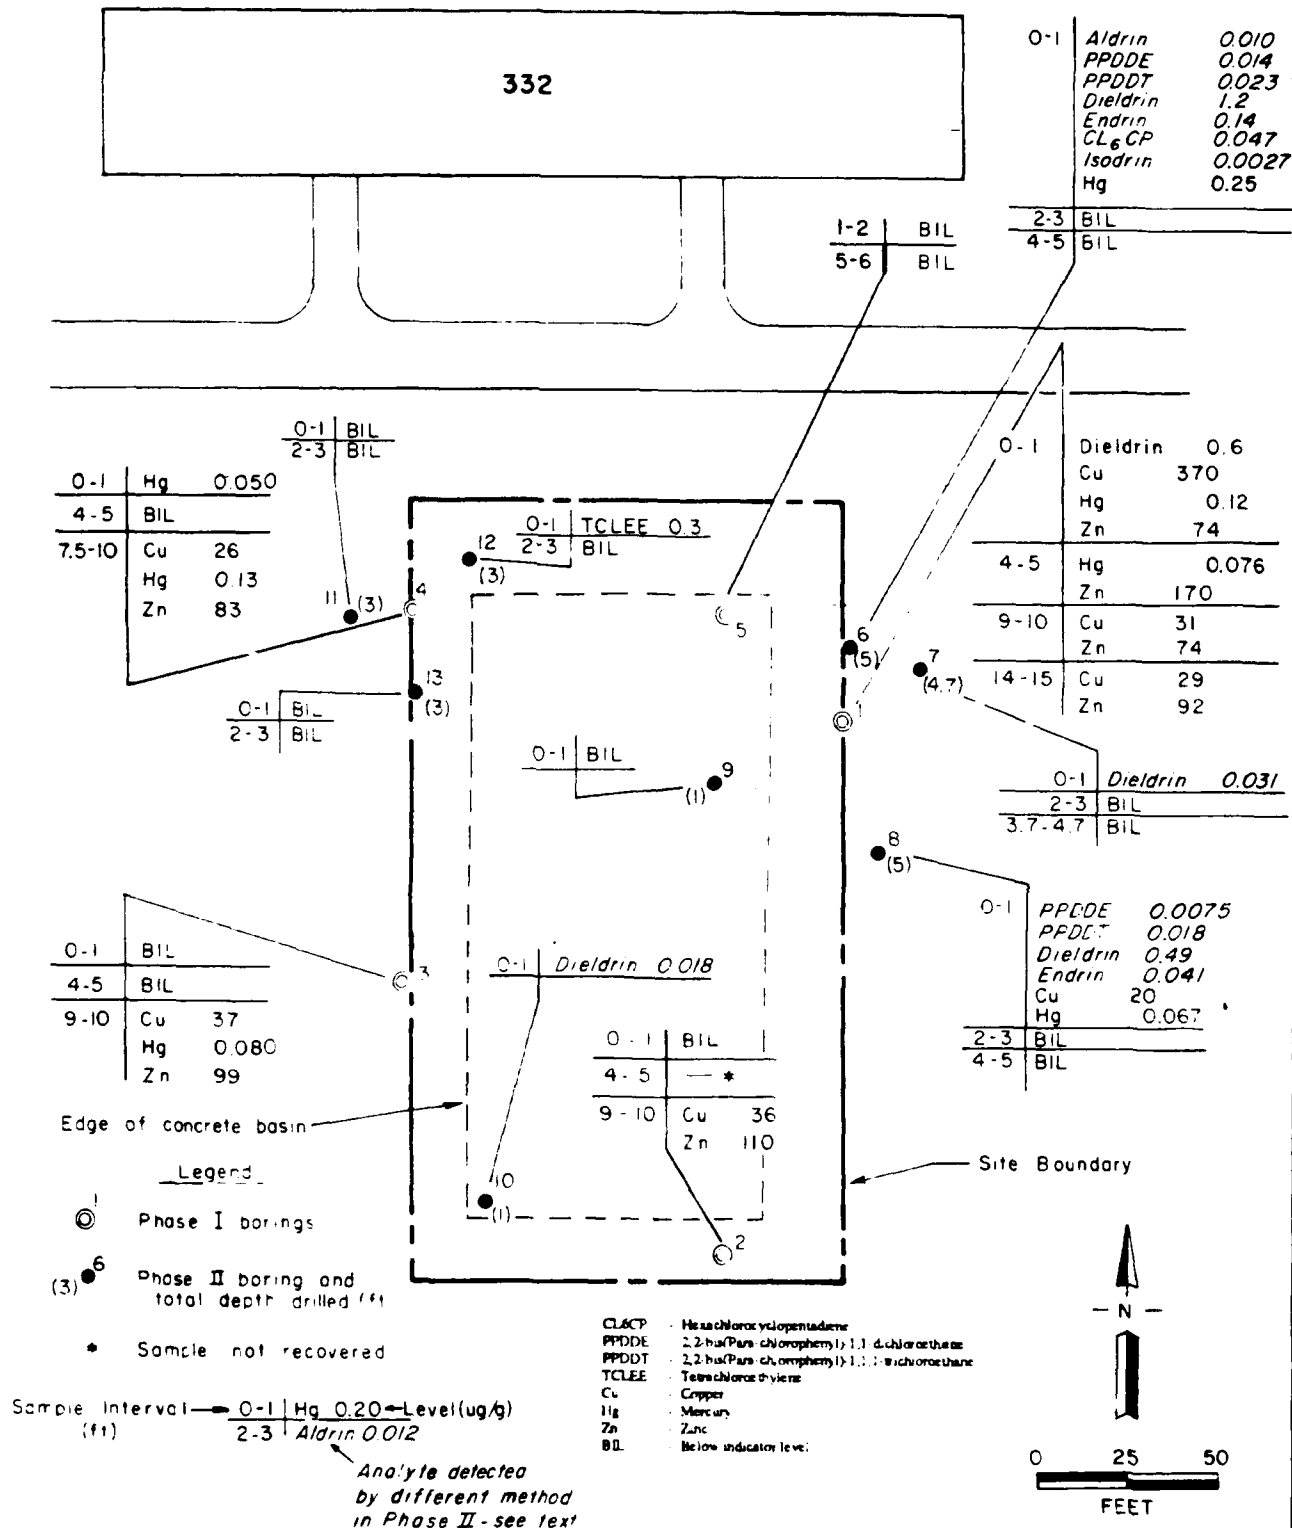 332
0-1 Aldrin 0.010
PPDDE 0.014
PPDDT 0.023
Dieldrin 1.2
Endrin 0.14
CL6CP 0.047
Isodrin 0.0027
Hg 0.25
2-3 BIL
4-5 BIL
1-2 BIL
5-6 BIL
0-1 BIL
2-3 BIL
0-1 Hg 0.050
4-5 BIL
7.5-10 Cu 26
Hg 0.13
Zn 83
0-1 TCLEE 0.3
2-3 BIL
12
(3)
11 (3)
4
5
6
(5)
7
(4.7)
1
0-1 Dieldrin 0.6
Cu 370
Hg 0.12
Zn 74
4-5 Hg 0.076
Zn 170
9-10 Cu 31
Zn 74
14-15 Cu 29
Zn 92
13
(3)
0-1 BIL
2-3 BIL
0-1 BIL
9
(1)
0-1 Dieldrin 0.031
2-3 BIL
3.7-4.7 BIL
8
(5)
0-1 PPDDE 0.0075
PPDDT 0.018
Dieldrin 0.49
Endrin 0.041
Cu 20
Hg 0.067
2-3 BIL
4-5 BIL
3
0-1 BIL
4-5 BIL
9-10 Cu 37
Hg 0.080
Zn 99
0-1 Dieldrin 0.018
0-1 BIL
4-5 — *
9-10 Cu 36
Zn 110
10
(1)
2
Edge of concrete basin
Site Boundary
Legend
1
Phase I borings
6
(3)
Phase II boring and
total depth drilled (ft
* Sample not recovered
Sample Interval 0-1 Hg 0.20 Level (ug/g)
(ft) 2-3 Aldrin 0.012
Analyte detected
by different method
in Phase II - see text
CL6CP - Hexachlorocyclopentadiene
PPDDE - 2,2-bis(Para-chlorophenyl)-1,1-dichloroethane
PPDDT - 2,2-bis(Para-chlorophenyl)-1,1,1-trichloroethane
TCLEE - Tetrachloroethylene
Cu - Copper
Hg - Mercury
Zn - Zinc
BIL - Below indicator level
- N -
0 25 50
FEET